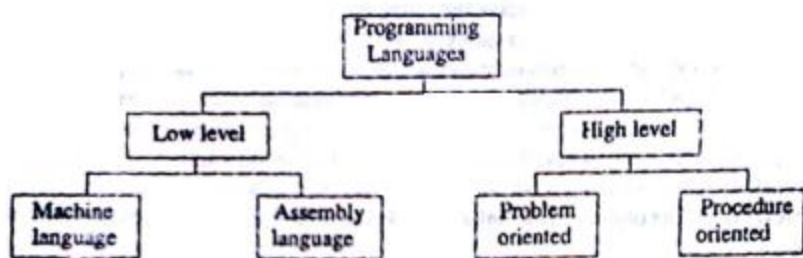 Programming
Languages
Low level
High level
Machine
language
Assembly
language
Problem
oriented
Procedure
oriented